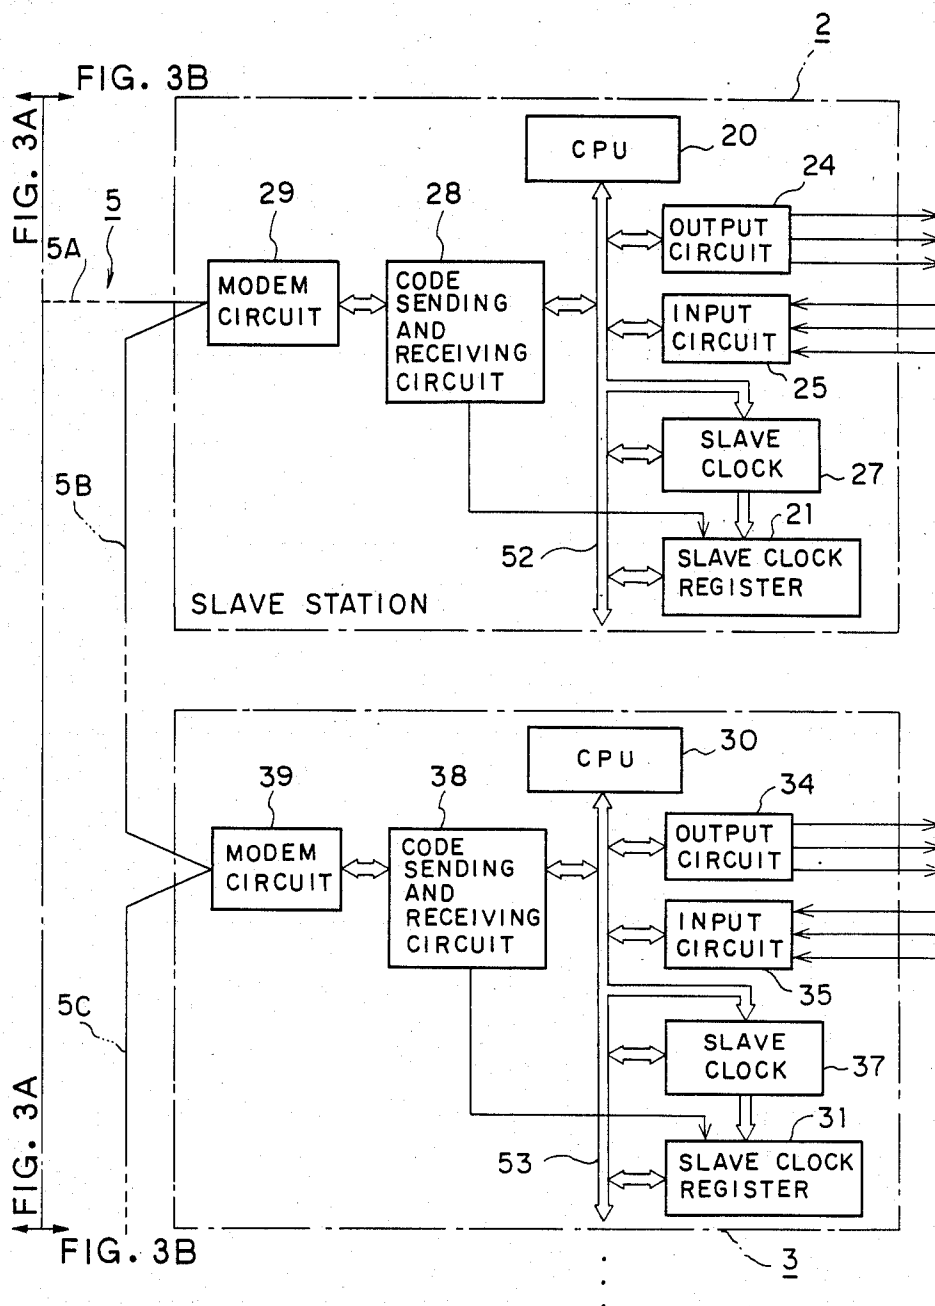 2
FIG. 3B
FIG. 3A
5
5A
CPU
20
24
OUTPUT
CIRCUIT
29
MODEM
CIRCUIT
28
CODE
SENDING
AND
RECEIVING
CIRCUIT
INPUT
CIRCUIT
25
SLAVE
CLOCK
27
5B
21
52
SLAVE CLOCK
REGISTER
SLAVE STATION
CPU
30
34
OUTPUT
CIRCUIT
39
MODEM
CIRCUIT
38
CODE
SENDING
AND
RECEIVING
CIRCUIT
INPUT
CIRCUIT
35
5C
SLAVE
CLOCK
37
31
53
SLAVE CLOCK
REGISTER
FIG. 3A
FIG. 3B
3